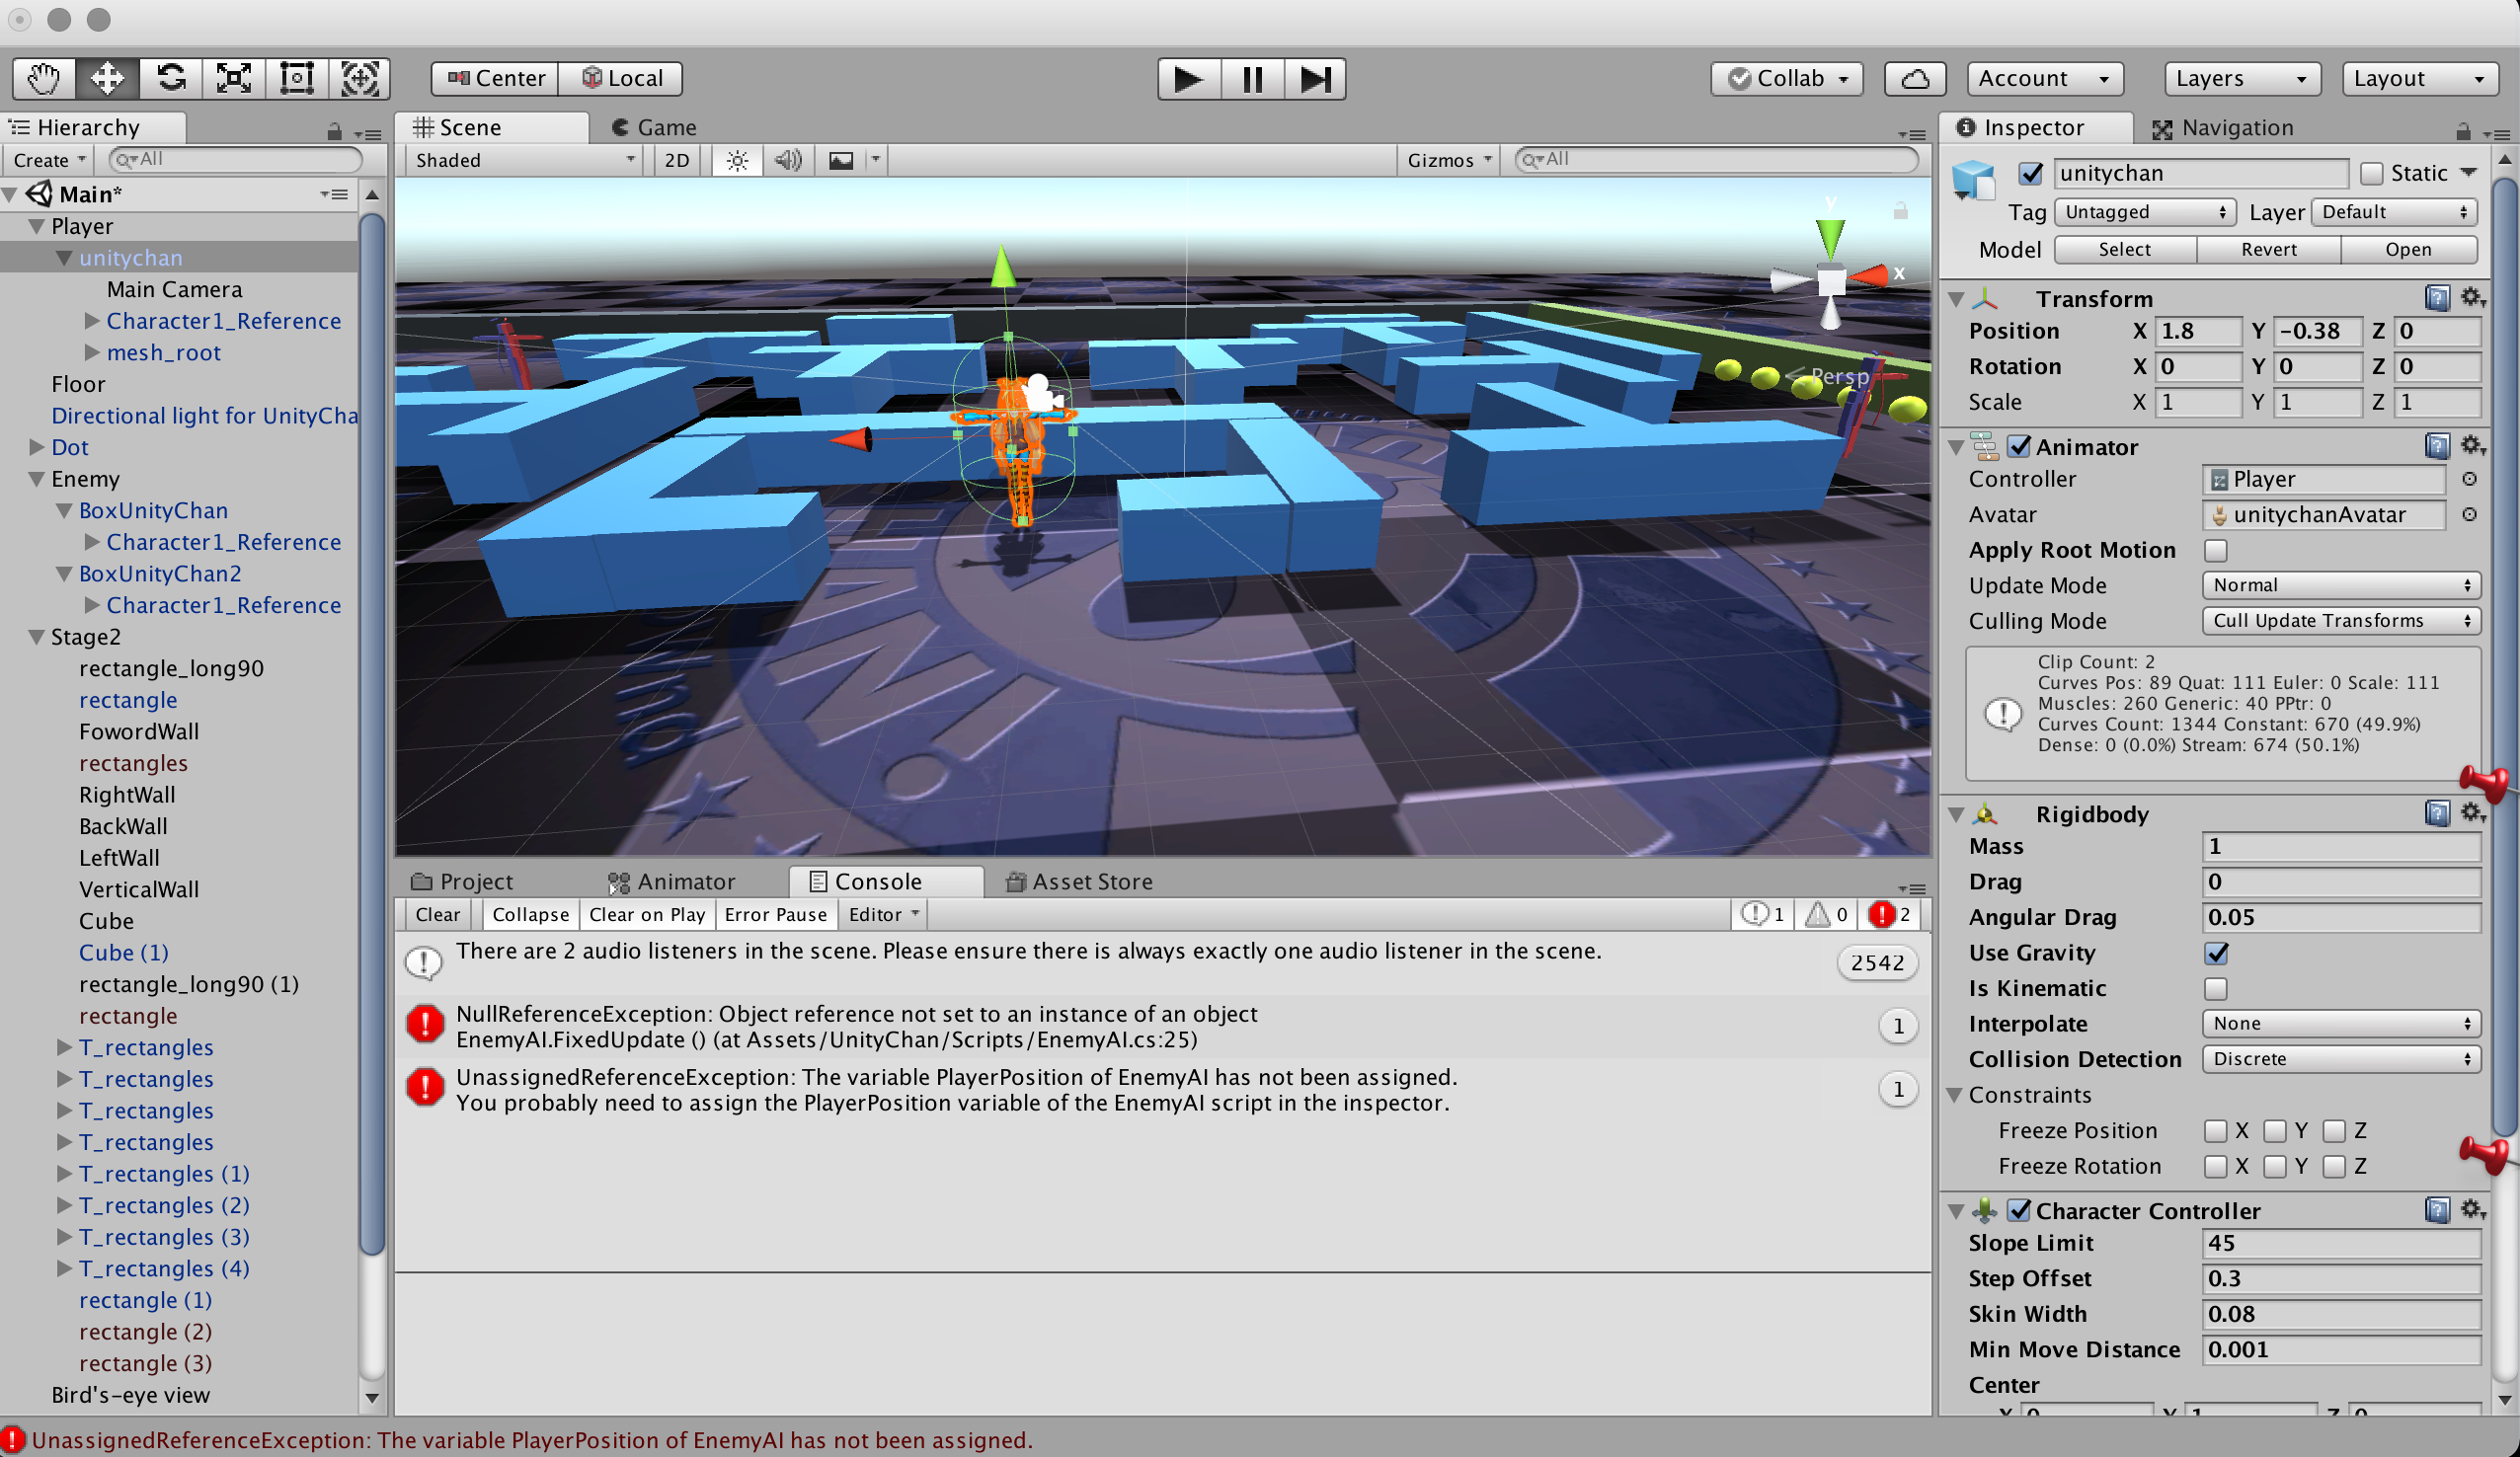 Center
Local
Collab
Account
Layers
Layout
Hierarchy
Create
All
Main*
Player
unitychan
Main Camera
Character1_Reference
mesh_root
Floor
Directional light for UnityCha
Dot
Enemy
BoxUnityChan
Character1_Reference
BoxUnityChan2
Character1_Reference
Stage2
rectangle_long90
rectangle
FowordWall
rectangles
RightWall
BackWall
LeftWall
VerticalWall
Cube
Cube (1)
rectangle_long90 (1)
rectangle
T_rectangles
T_rectangles
T_rectangles
T_rectangles
T_rectangles (1)
T_rectangles (2)
T_rectangles (3)
T_rectangles (4)
rectangle (1)
rectangle (2)
rectangle (3)
Bird's-eye view
Scene
Game
Shaded
2D
Gizmos
All
y
x
Persp
Project
Animator
Console
Asset Store
Clear
Collapse
Clear on Play
Error Pause
Editor
1
0
2
There are 2 audio listeners in the scene. Please ensure there is always exactly one audio listener in the scene.
2542
NullReferenceException: Object reference not set to an instance of an object
EnemyAI.FixedUpdate () (at Assets/UnityChan/Scripts/EnemyAI.cs:25)
1
UnassignedReferenceException: The variable PlayerPosition of EnemyAI has not been assigned.
You probably need to assign the PlayerPosition variable of the EnemyAI script in the inspector.
1
Inspector
Navigation
unitychan
Static
Tag Untagged Layer Default
Model Select Revert Open
Transform
Position X 1.8 Y -0.38 Z 0
Rotation X 0 Y 0 Z 0
Scale X 1 Y 1 Z 1
Animator
Controller Player
Avatar unitychanAvatar
Apply Root Motion
Update Mode Normal
Culling Mode Cull Update Transforms
Clip Count: 2
Curves Pos: 89 Quat: 111 Euler: 0 Scale: 111
Muscles: 260 Generic: 40 PPtr: 0
Curves Count: 1344 Constant: 670 (49.9%)
Dense: 0 (0.0%) Stream: 674 (50.1%)
Rigidbody
Mass 1
Drag 0
Angular Drag 0.05
Use Gravity
Is Kinematic
Interpolate None
Collision Detection Discrete
Constraints
Freeze Position X Y Z
Freeze Rotation X Y Z
Character Controller
Slope Limit 45
Step Offset 0.3
Skin Width 0.08
Min Move Distance 0.001
Center
X 0 Y 1 Z 0
UnassignedReferenceException: The variable PlayerPosition of EnemyAI has not been assigned.